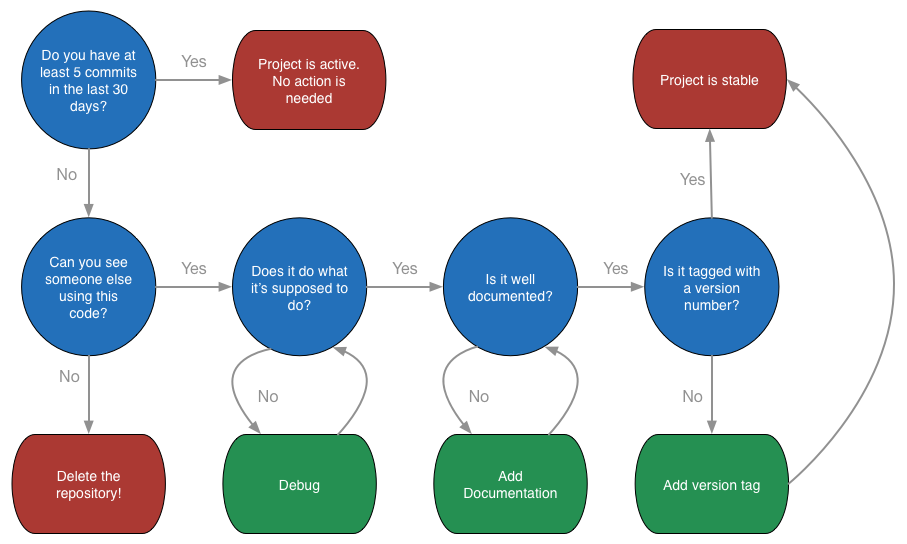 Do you have at
least 5 commits
in the last 30
days?
Yes
Project is active.
No action is
needed
Project is stable
No
Yes
Can you see
someone else
using this
code?
Yes
Does it do what
it's supposed to
do?
Yes
Is it well
documented?
Yes
Is it tagged with
a version
number?
No
No
No
No
Delete the
repository!
Debug
Add
Documentation
Add version tag